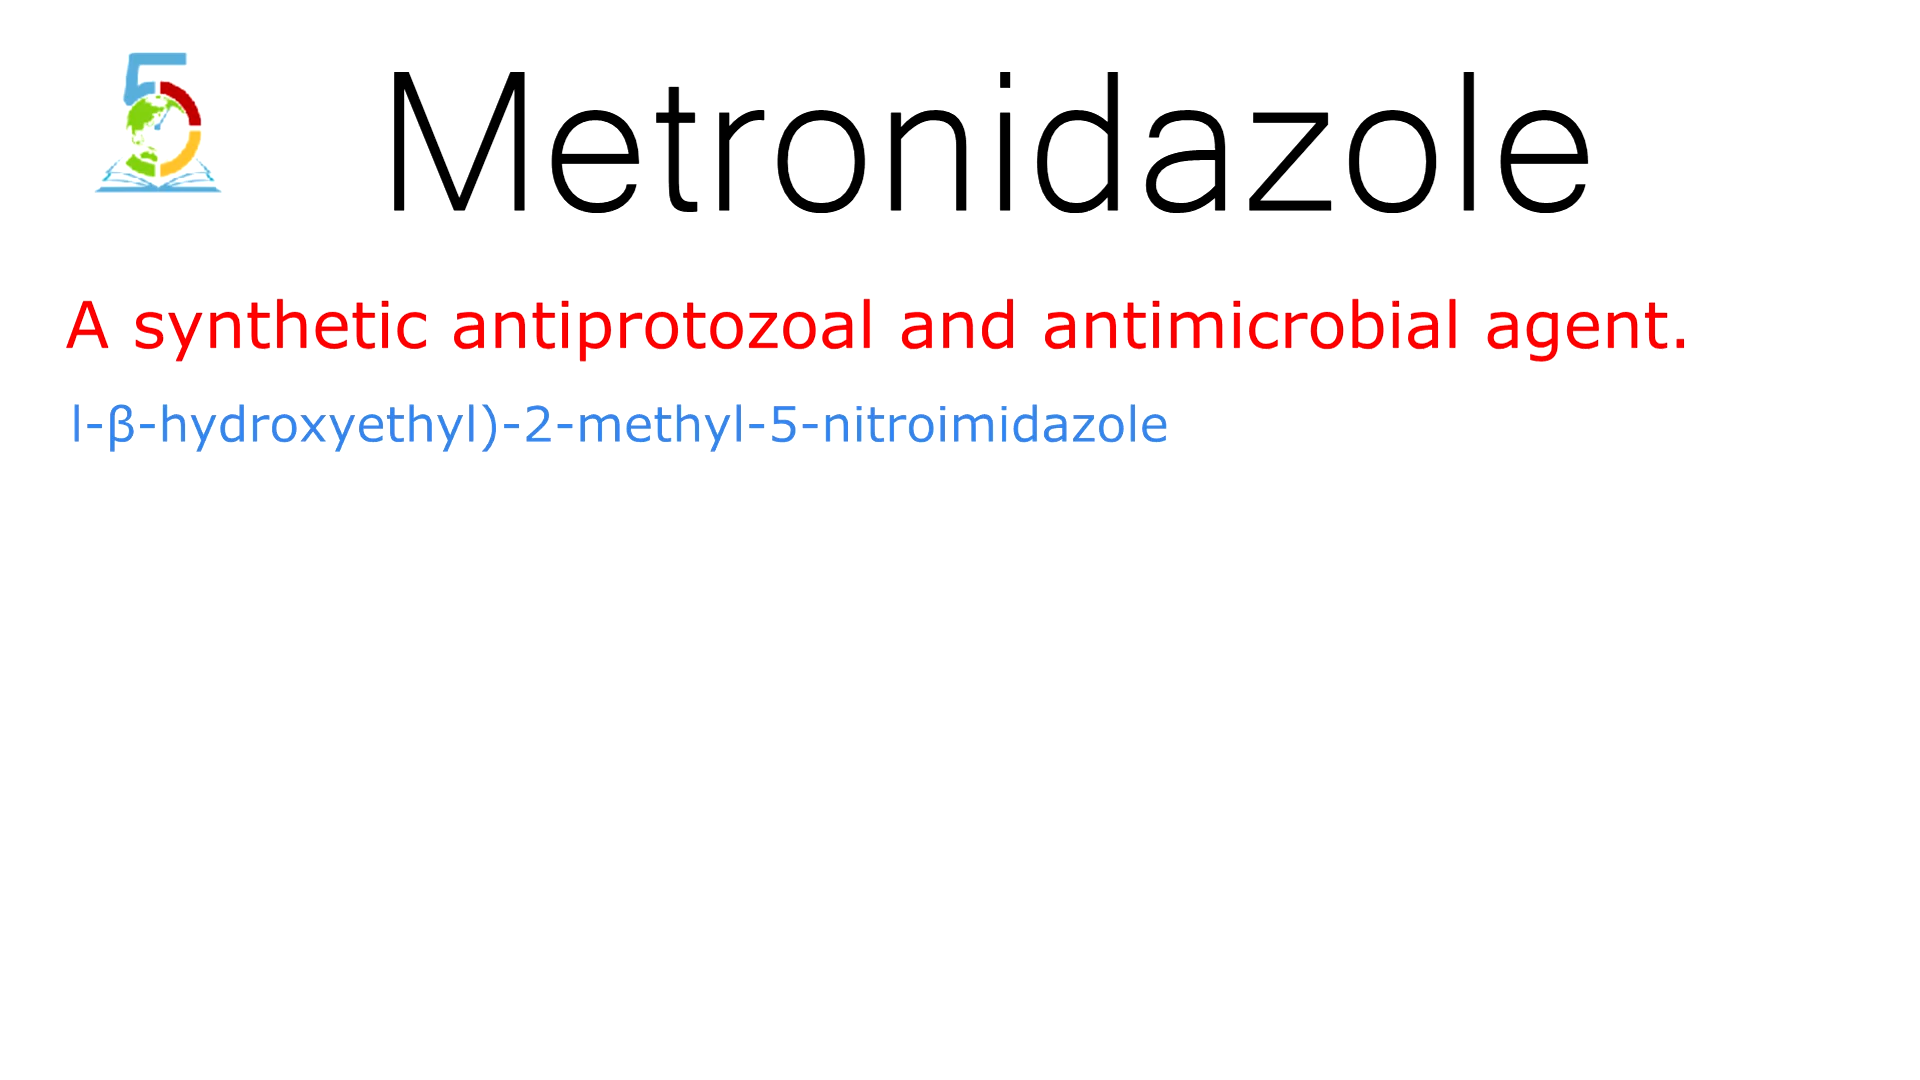 Metronidazole
A synthetic antiprotozoal and antimicrobial agent.
l-β-hydroxyethyl)-2-methyl-5-nitroimidazole